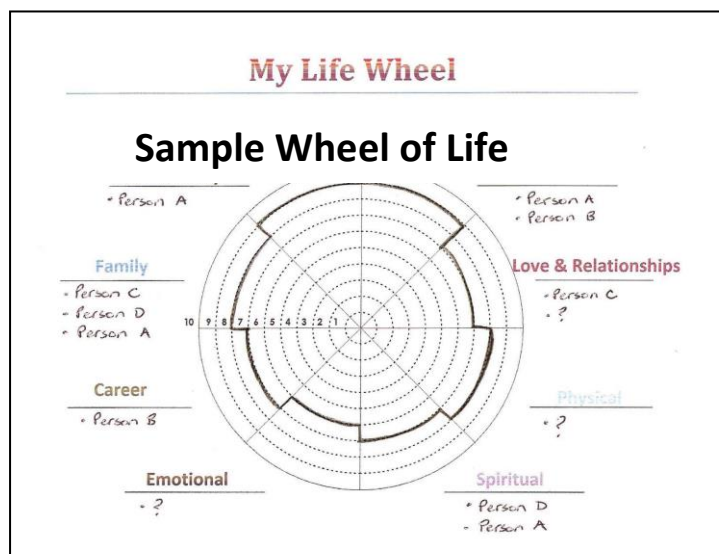 My Life Wheel
Sample Wheel of Life
• Person A
• Person A
• Person B
Family
- Person C
- Person D
• Person A
Love & Relationships
- Person C
• ?
10 9 8 7 6 5 4 3 2 1
Career
• Person B
Physical
• ?
Emotional
• ?
Spiritual
• Person D
- Person A